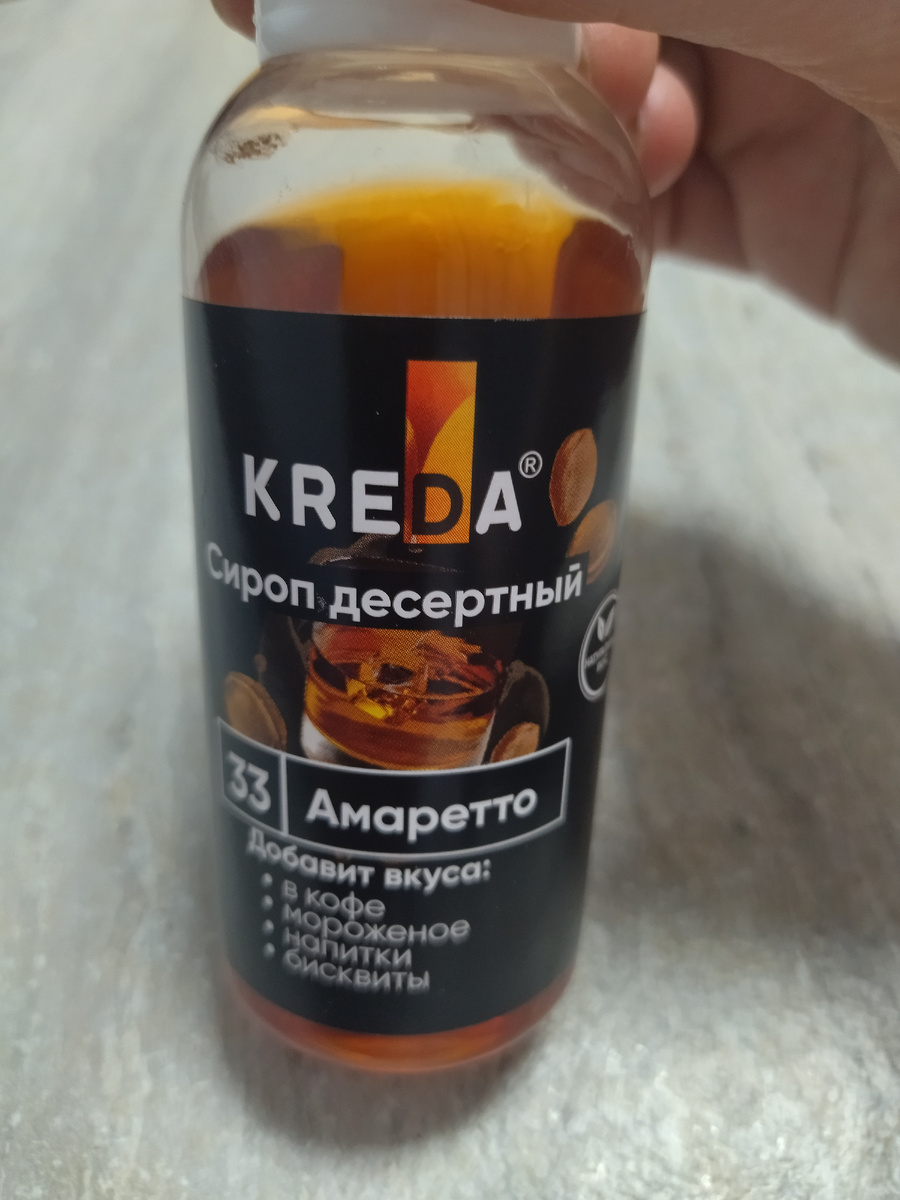 KREDA®
Сироп десертный
33 Амаретто
Добавит вкуса:
• в кофе
• мороженое
• напитки
• бисквиты